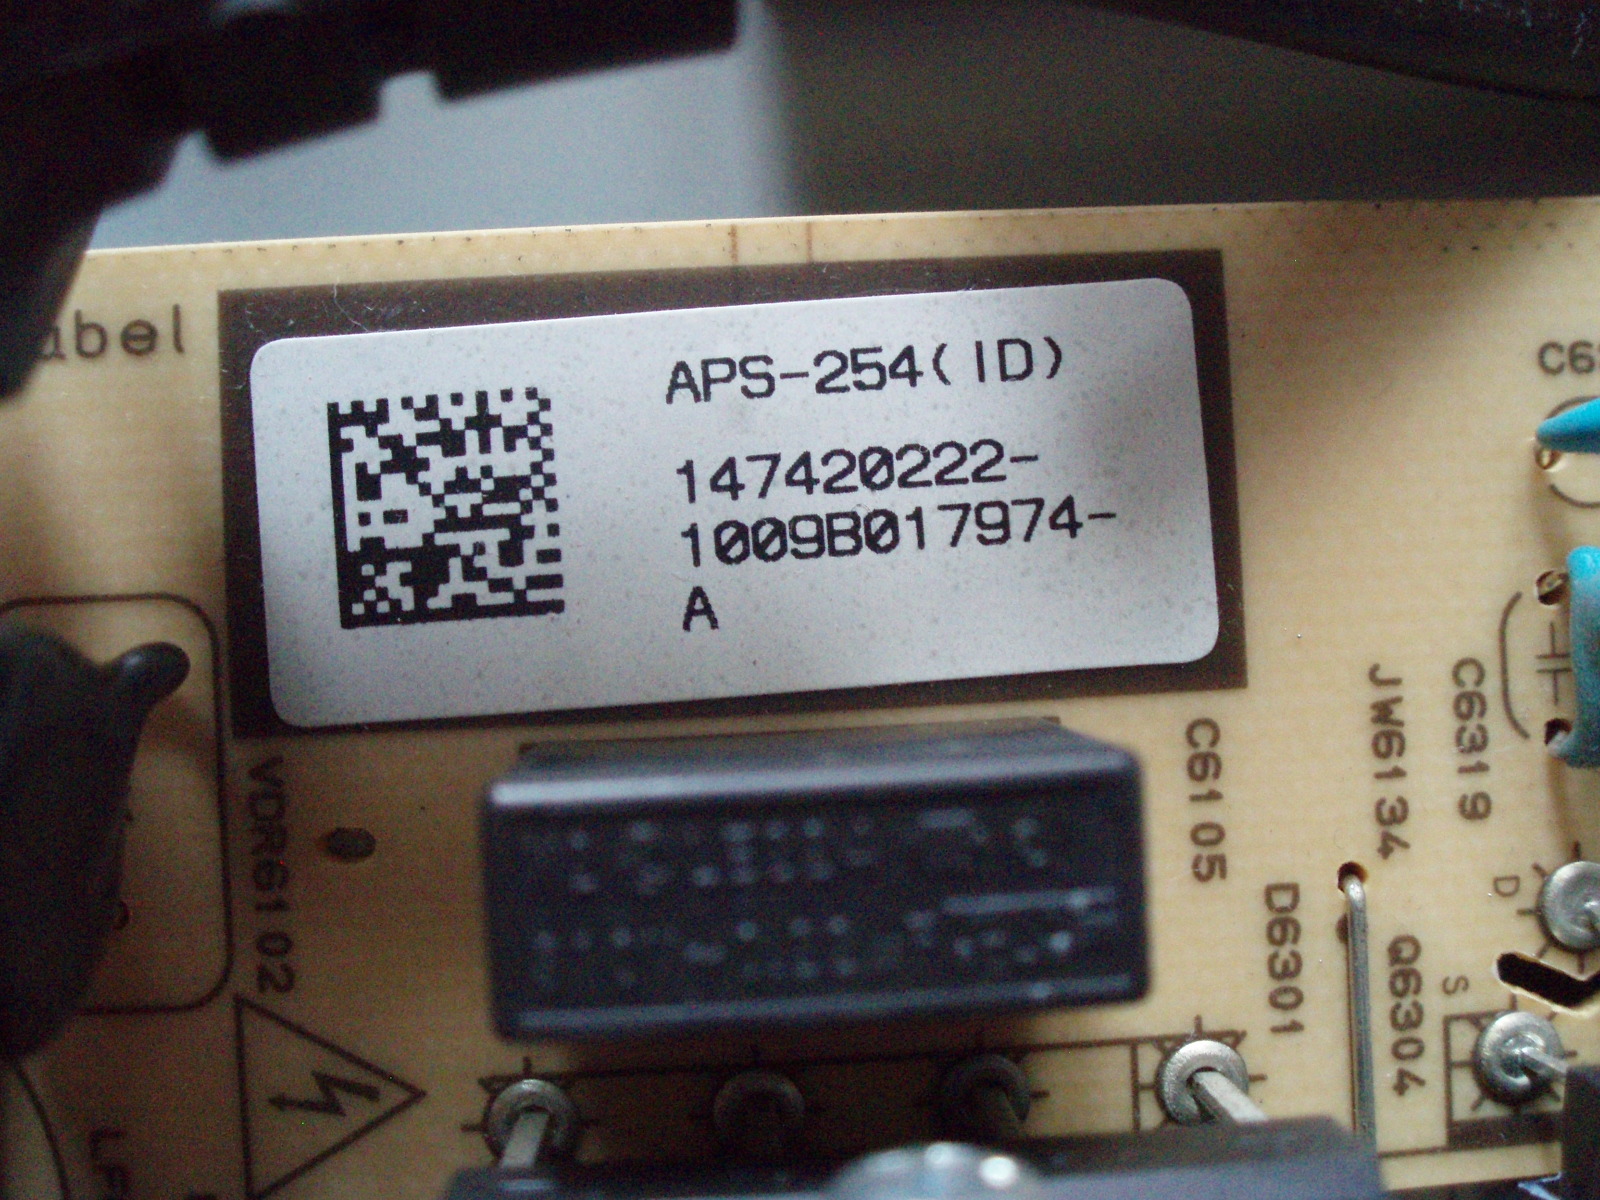 abel
APS-254(ID)
147420222-
1009B017974-
A
VDR6102
C6105
C6319
JW6134
D
D6301
Q6304
S